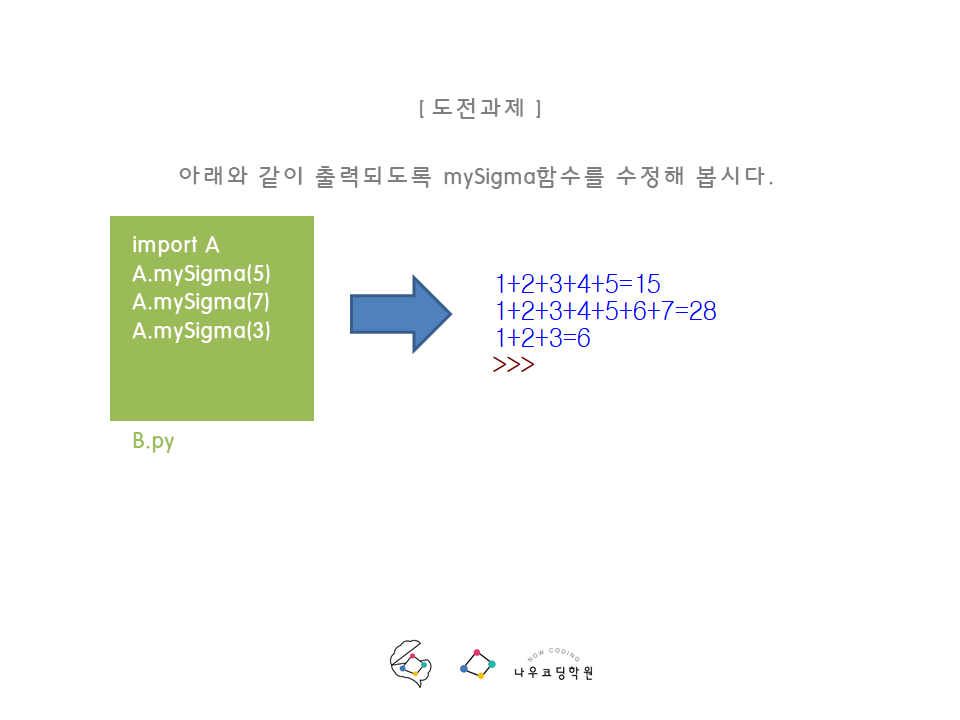 [ 도전과제 ]
아래와 같이 출력되도록 mySigma함수를 수정해 봅시다.
import A
A.mySigma(5)
A.mySigma(7)
A.mySigma(3)
B.py
1+2+3+4+5=15
1+2+3+4+5+6+7=28
1+2+3=6
>>>
NOW CODING
나우코딩학원